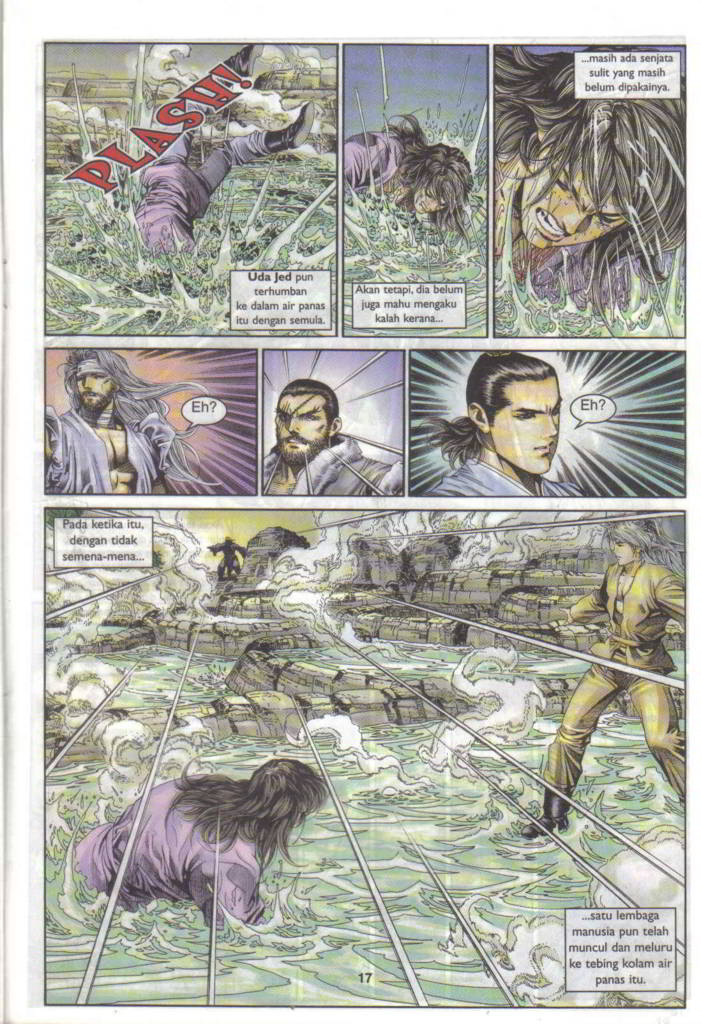 PLASH!!
Uda Jed pun
terhumban
ke dalam air panas
itu dengan semula.
Akan tetapi, dia belum
juga mahu mengaku
kalah kerana...
...masih ada senjata
sulit yang masih
belum dipakainya.
Eh?
Eh?
Pada ketika itu,
dengan tidak
semena-mena...
...satu lembaga
manusia pun telah
muncul dan meluru
ke tebing kolam air
panas itu.
17